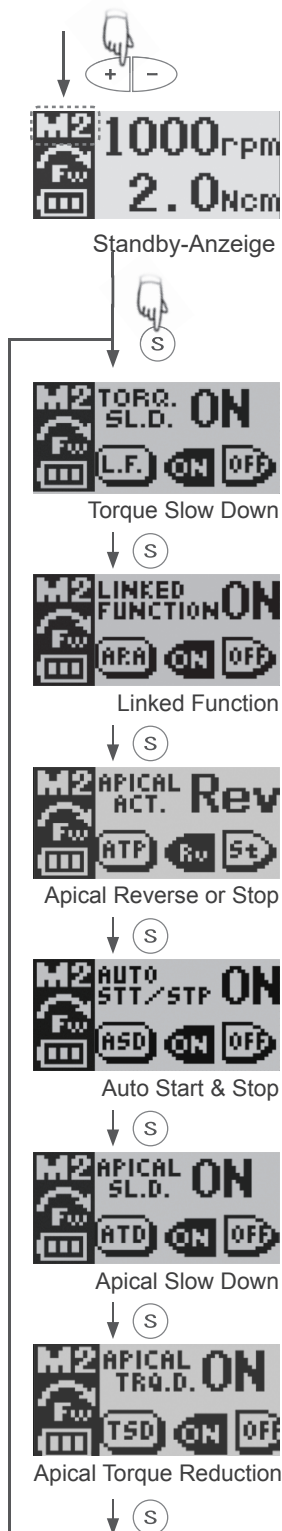 + −
M2 1000rpm
Fw 2.0Ncm
Standby-Anzeige
S
M2 TORQ. SL.D. ON
Fw L.F. ON OFF
Torque Slow Down
S
M2 LINKED FUNCTION ON
Fw ARA ON OFF
Linked Function
S
M2 APICAL ACT. Rev
Fw ATP Rv St
Apical Reverse or Stop
S
M2 AUTO STT/STP ON
Fw ASD ON OFF
Auto Start & Stop
S
M2 APICAL SL.D. ON
Fw ATD ON OFF
Apical Slow Down
S
M2 APICAL TRQ.D. ON
Fw TSD ON OFF
Apical Torque Reduction
S